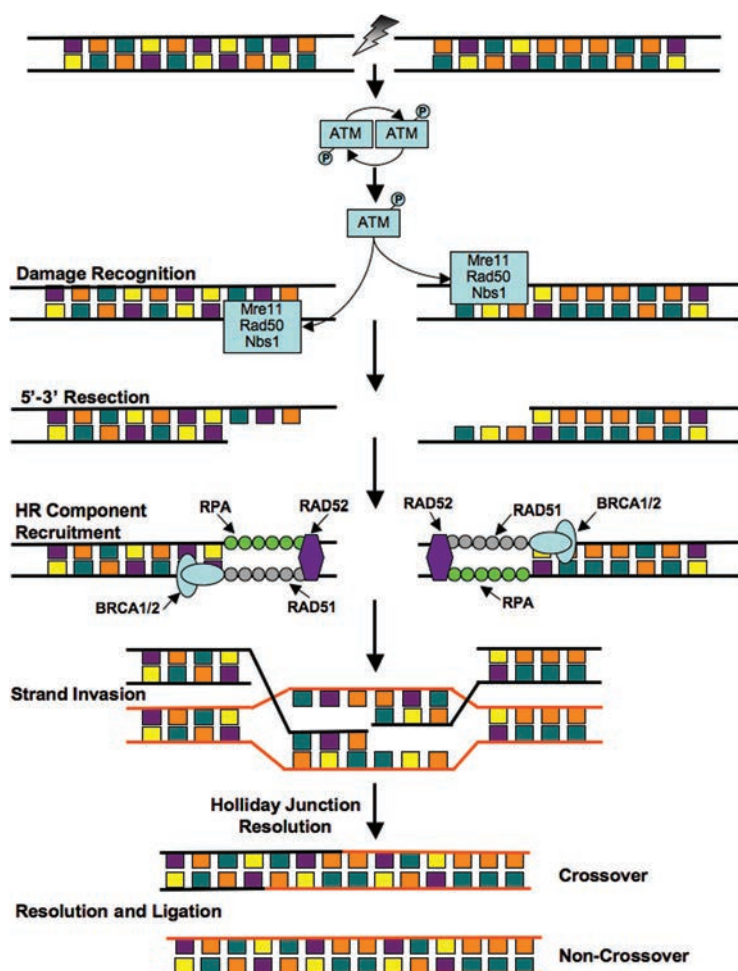 ATM
ATM
P
P
P
ATM
Damage Recognition
Mre11
Rad50
Nbs1
Mre11
Rad50
Nbs1
5'-3' Resection
HR Component
Recruitment
RPA
RAD52
BRCA1/2
RAD51
RAD52
RAD51
BRCA1/2
RPA
Strand Invasion
Holliday Junction
Resolution
Crossover
Resolution and Ligation
Non-Crossover